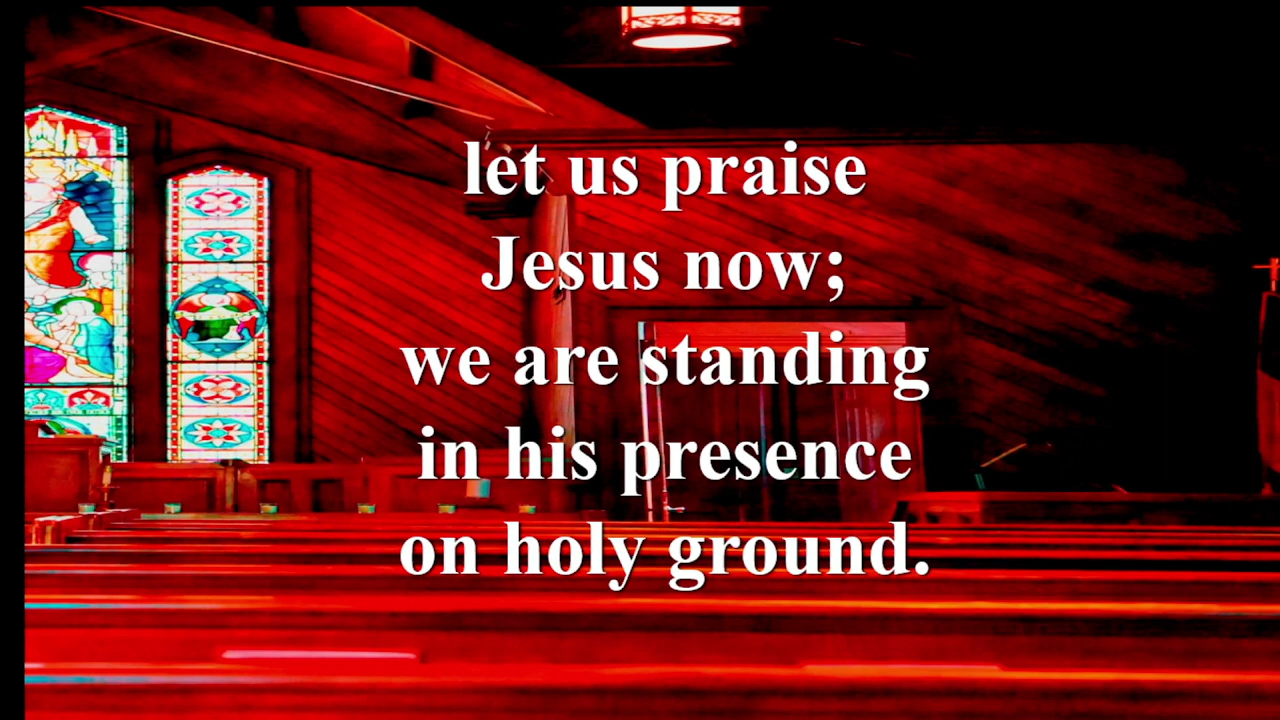 let us praise
Jesus now;
we are standing
in his presence
on holy ground.